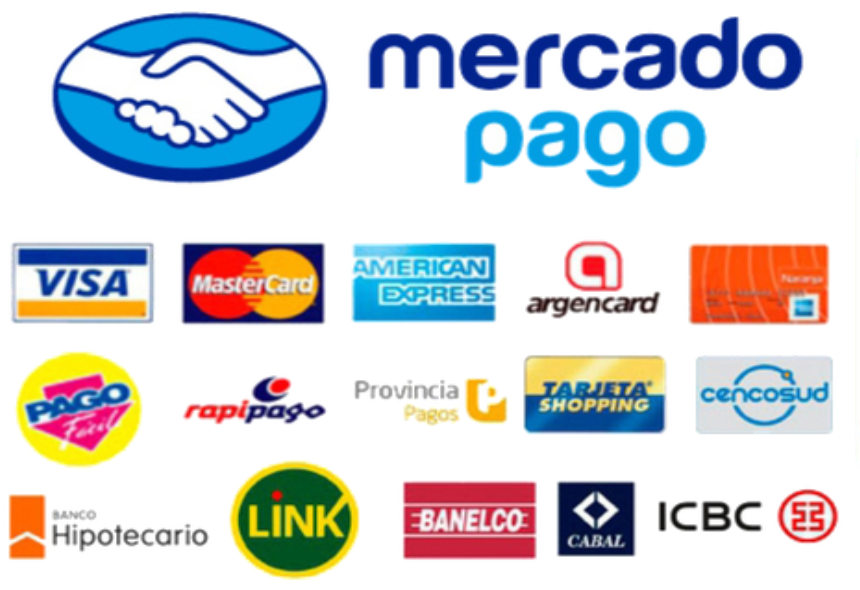 mercado
pago
VISA
MasterCard
AMERICAN
EXPRESS
argencard
Naranja
PAGO
Fácil
rapipago
Provincia
Pagos
TARJETA
SHOPPING
cencosud
BANCO
Hipotecario
LINK
BANELCO
CABAL
ICBC